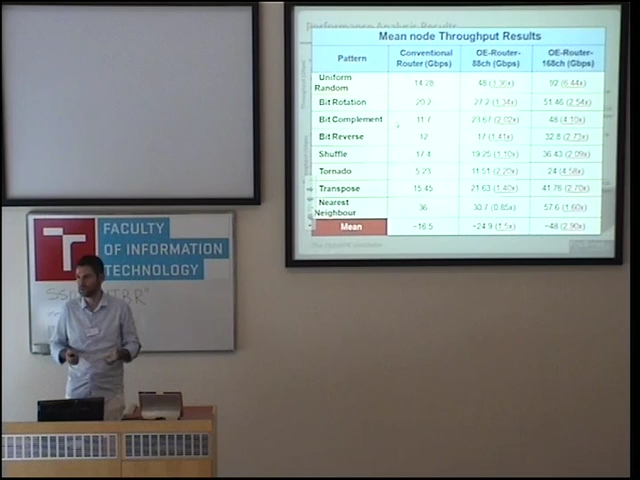 Performance Analysis Results
Mean node Throughput Results
Pattern Conventional Router (Gbps) OE-Router-88ch (Gbps) OE-Router-168ch (Gbps)
Uniform Random 14.28 48 92 (6.44x)
Bit Rotation 20.2 27.2 (1.34x) 51.46 (2.54x)
Bit Complement 11.7 23.67 (2.02x) 48 (4.10x)
Bit Reverse 12 17 (1.41x) 32.8 (2.73x)
Shuffle 17.4 19.25 (1.10x) 36.43 (2.09x)
Tornado 5.23 11.51 (2.20x) 24 (4.58x)
Transpose 15.45 21.63 (1.40x) 41.76 (2.70x)
Nearest Neighbour 36 30.7 (0.85x) 57.6 (1.60x)
Mean ~16.5 ~24.9 (1.5x) ~48 (2.90x)
FACULTY
OF INFORMATION
TECHNOLOGY